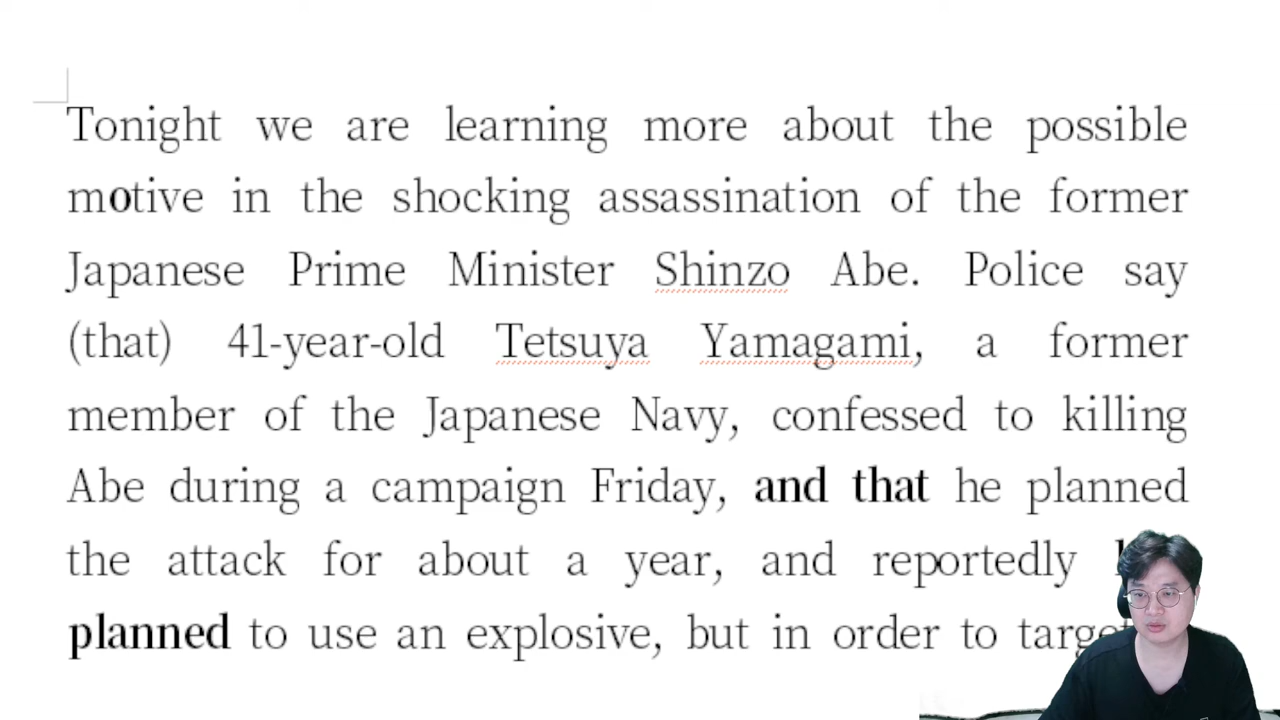 Tonight we are learning more about the possible
motive in the shocking assassination of the former
Japanese Prime Minister Shinzo Abe. Police say
(that) 41-year-old Tetsuya Yamagami, a former
member of the Japanese Navy, confessed to killing
Abe during a campaign Friday, and that he planned
the attack for about a year, and reportedly
planned to use an explosive, but in order to